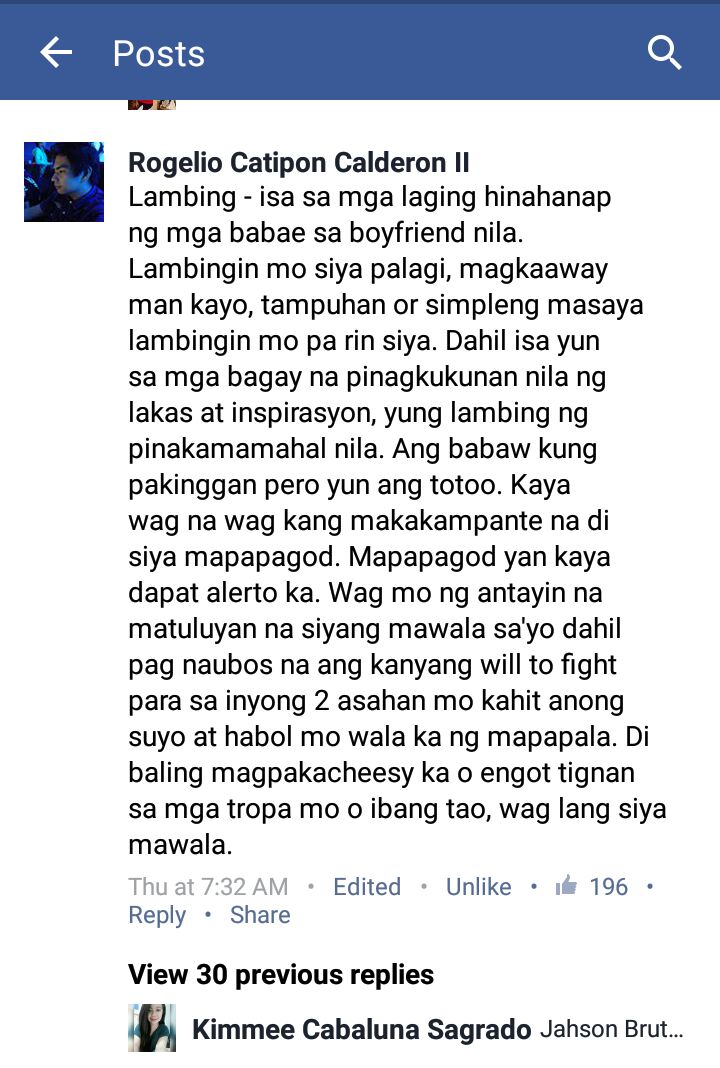 Posts
Rogelio Catipon Calderon II
Lambing - isa sa mga laging hinahanap
ng mga babae sa boyfriend nila.
Lambingin mo siya palagi, magkaaway
man kayo, tampuhan or simpleng masaya
lambingin mo pa rin siya. Dahil isa yun
sa mga bagay na pinagkukunan nila ng
lakas at inspirasyon, yung lambing ng
pinakamamahal nila. Ang babaw kung
pakinggan pero yun ang totoo. Kaya
wag na wag kang makakampante na di
siya mapapagod. Mapapagod yan kaya
dapat alerto ka. Wag mo ng antayin na
matuluyan na siyang mawala sa'yo dahil
pag naubos na ang kanyang will to fight
para sa inyong 2 asahan mo kahit anong
suyo at habol mo wala ka ng mapapala. Di
baling magpakacheesy ka o engot tignan
sa mga tropa mo o ibang tao, wag lang siya
mawala.
Thu at 7:32 AM • Edited • Unlike • 196 •
Reply • Share
View 30 previous replies
Kimmee Cabaluna Sagrado Jahson Brut...